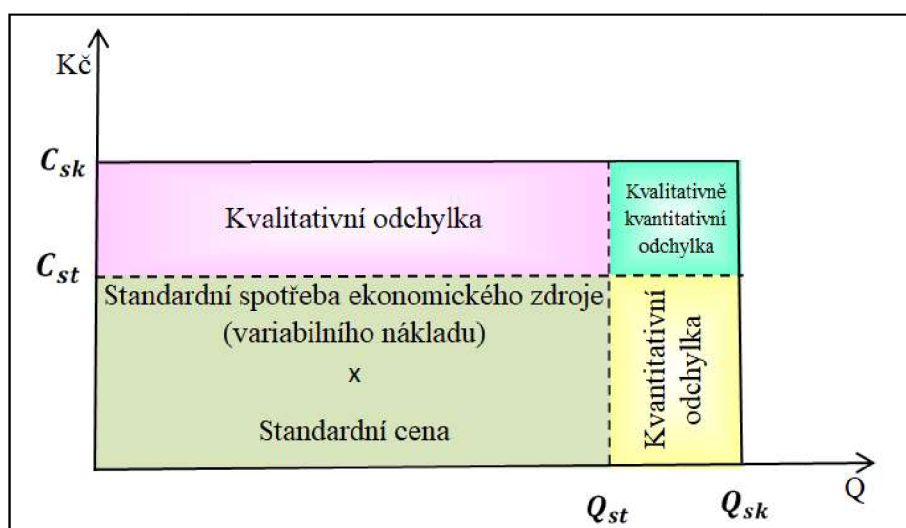 Kč
C_sk
Kvalitativní odchylka
Kvalitativně
kvantitativní
odchylka
C_st
Standardní spotřeba ekonomického zdroje
(variabilního nákladu)
x
Standardní cena
Kvantitativní
odchylka
Q_st
Q_sk
Q